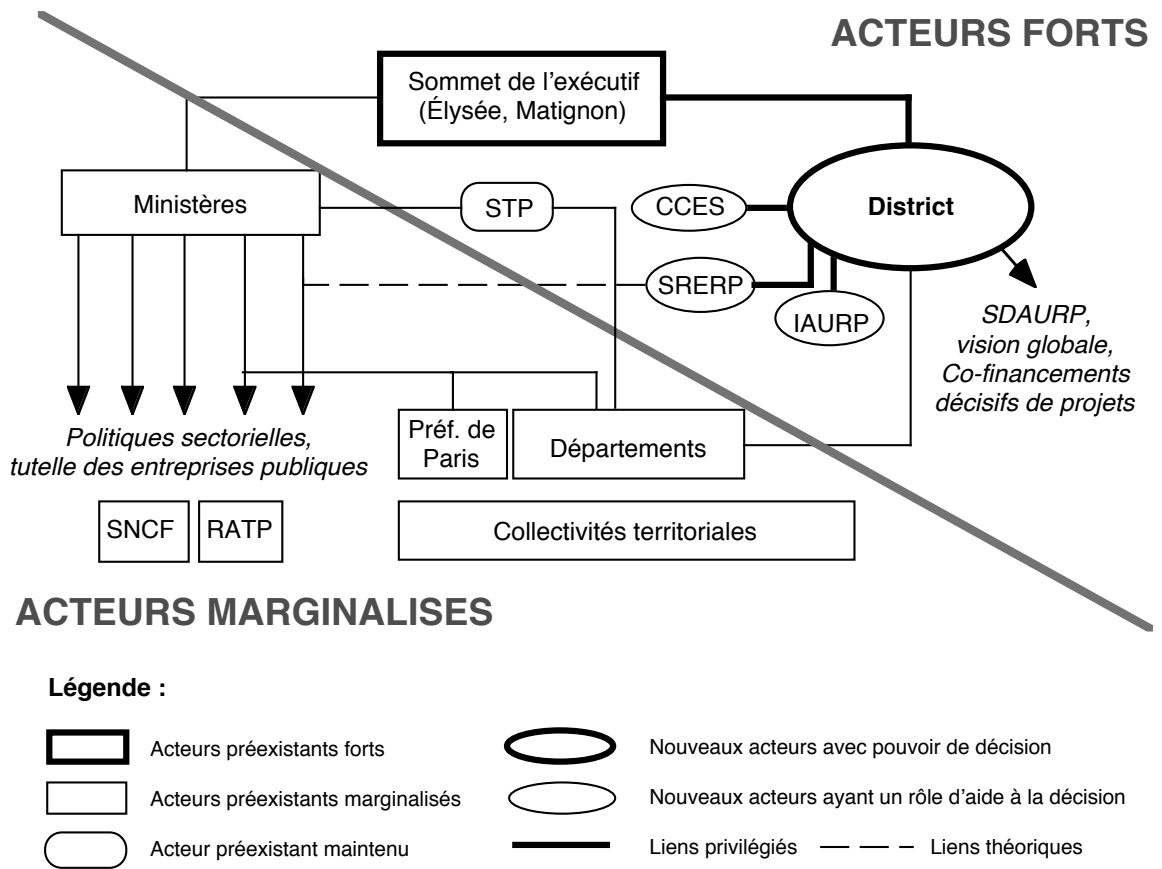 ACTEURS FORTS
Sommet de l'exécutif
(Élysée, Matignon)
Ministères
STP
CCES
District
SRERP
IAURP
SDAURP,
vision globale,
Co-financements
décisifs de projets
Politiques sectorielles,
tutelle des entreprises publiques
Préf. de
Paris
Départements
SNCF
RATP
Collectivités territoriales
ACTEURS MARGINALISES
Légende :
Acteurs préexistants forts
Nouveaux acteurs avec pouvoir de décision
Acteurs préexistants marginalisés
Nouveaux acteurs ayant un rôle d'aide à la décision
Acteur préexistant maintenu
Liens privilégiés
Liens théoriques